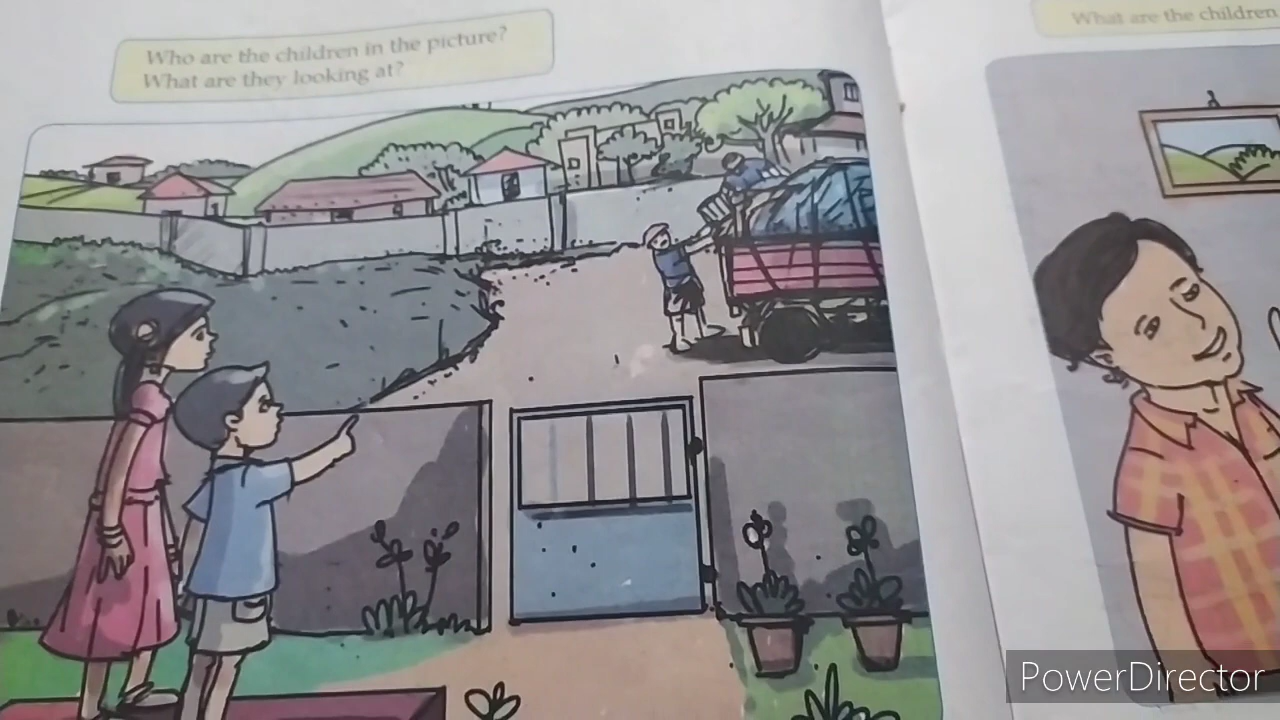 Who are the children in the picture?
What are they looking at?
What are the children
PowerDirector